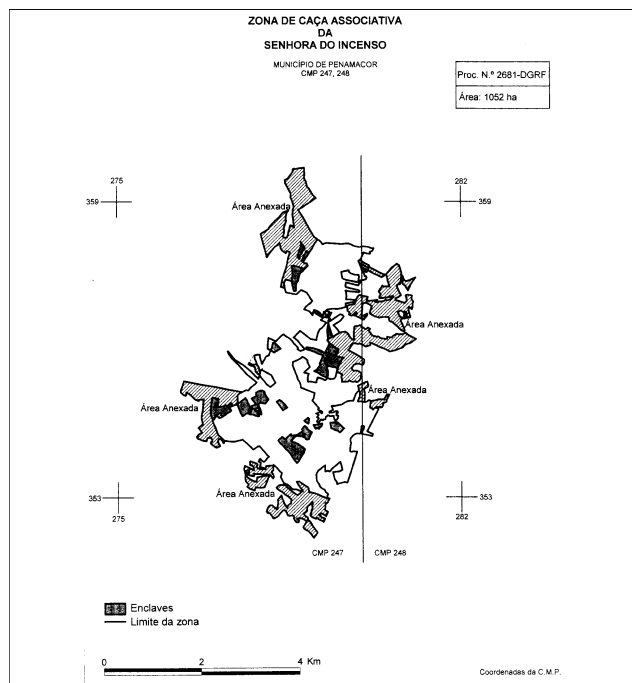 ZONA DE CAÇA ASSOCIATIVA
DA
SENHORA DO INCENSO
MUNICÍPIO DE PENAMACOR
CMP 247, 248
Proc. N.º 2681-DGRF
Área: 1052 ha
275
282
359
359
Área Anexada
Área Anexada
Área Anexada
Área Anexada
Área Anexada
353
353
275
282
CMP 247
CMP 248
Enclaves
Limite da zona
0
2
4 Km
Coordenadas da C.M.P.